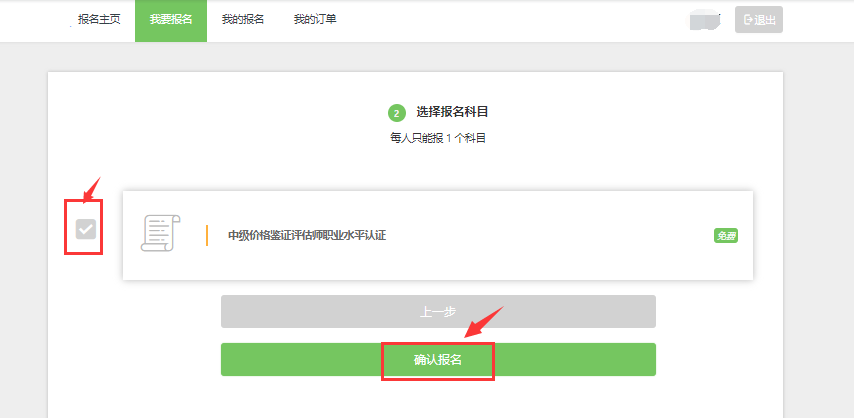 报名主页 我要报名 我的报名 我的订单 退出
2 选择报名科目
每人只能报 1 个科目
中级价格鉴证评估师职业水平认证 免费
上一步
确认报名